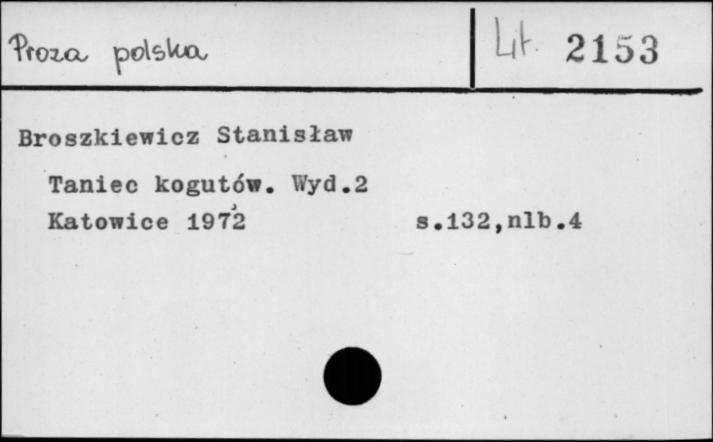 Proza polska Lit. 2153
Broszkiewicz Stanisław
Taniec kogutów. Wyd.2
Katowice 1972 s.132,nlb.4